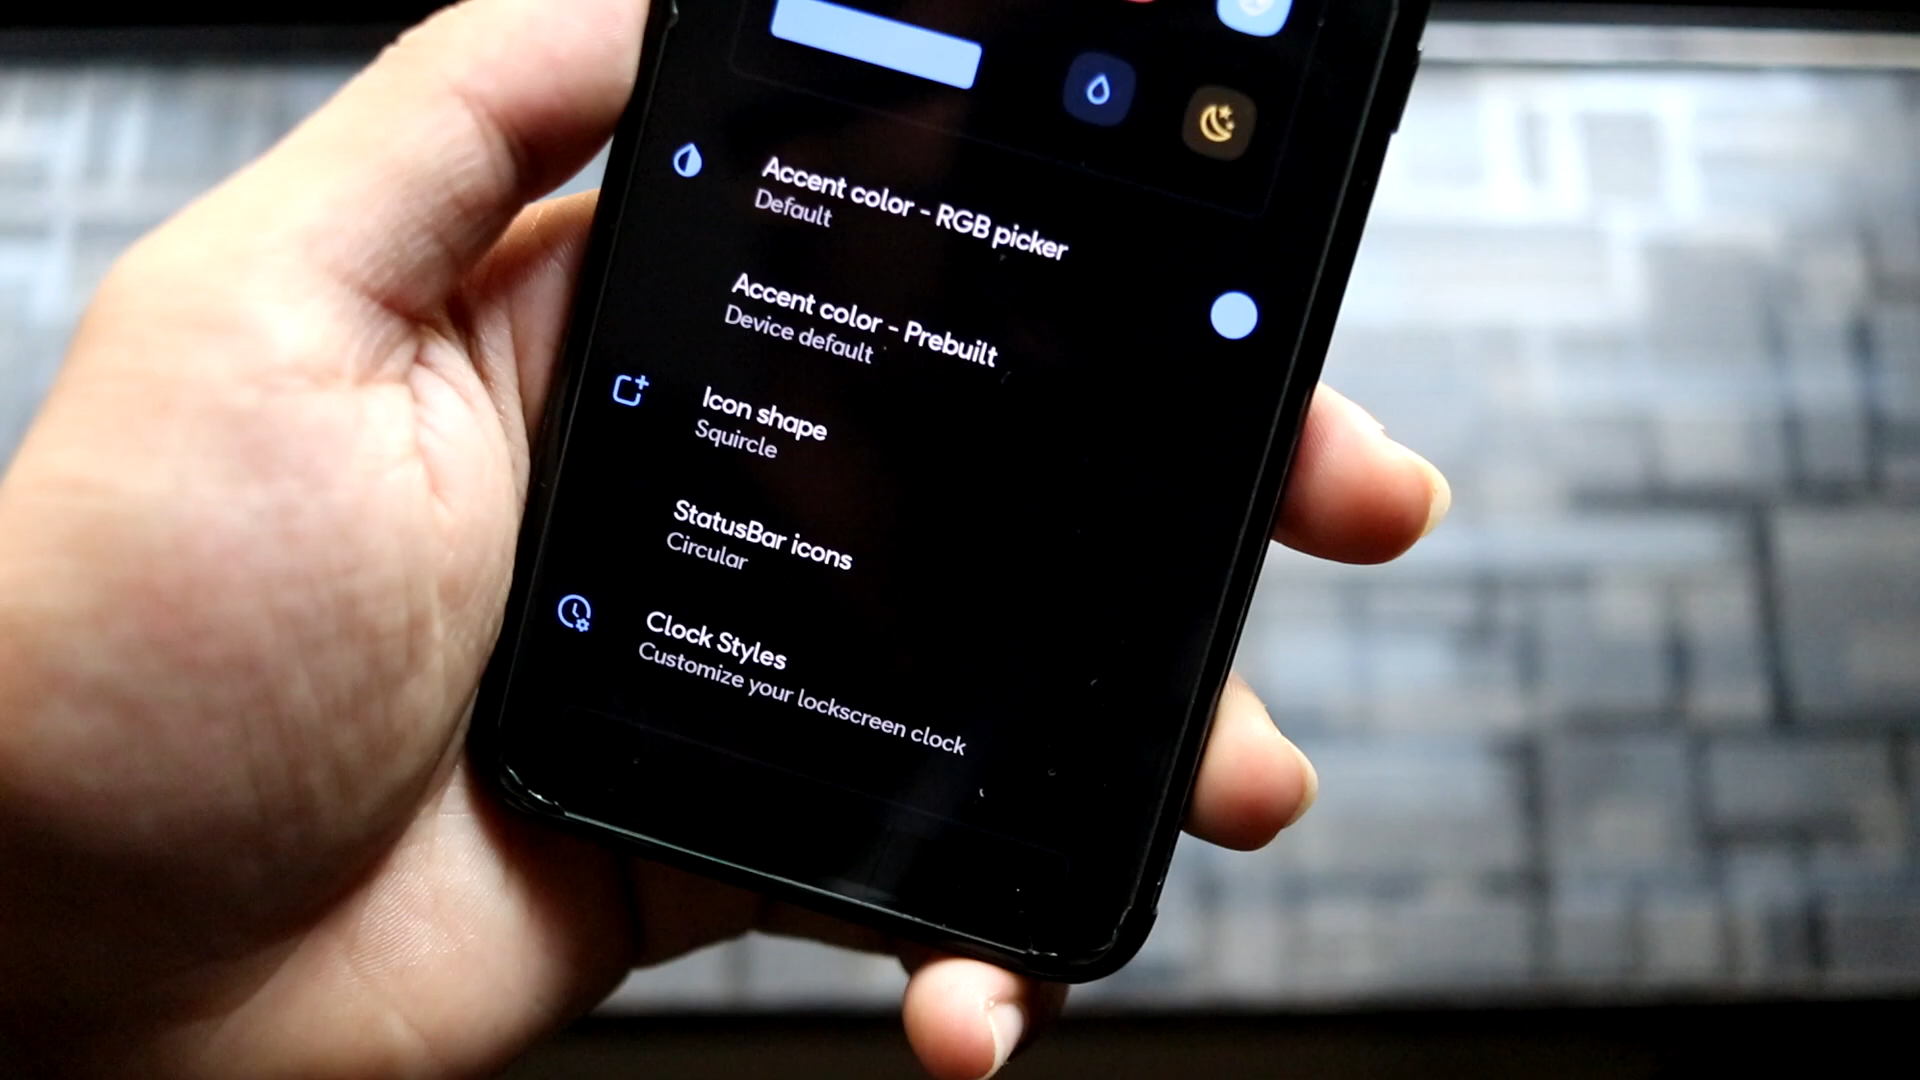 Accent color - RGB picker
Default
Accent color - Prebuilt
Device default
Icon shape
Squircle
StatusBar icons
Circular
Clock Styles
Customize your lockscreen clock